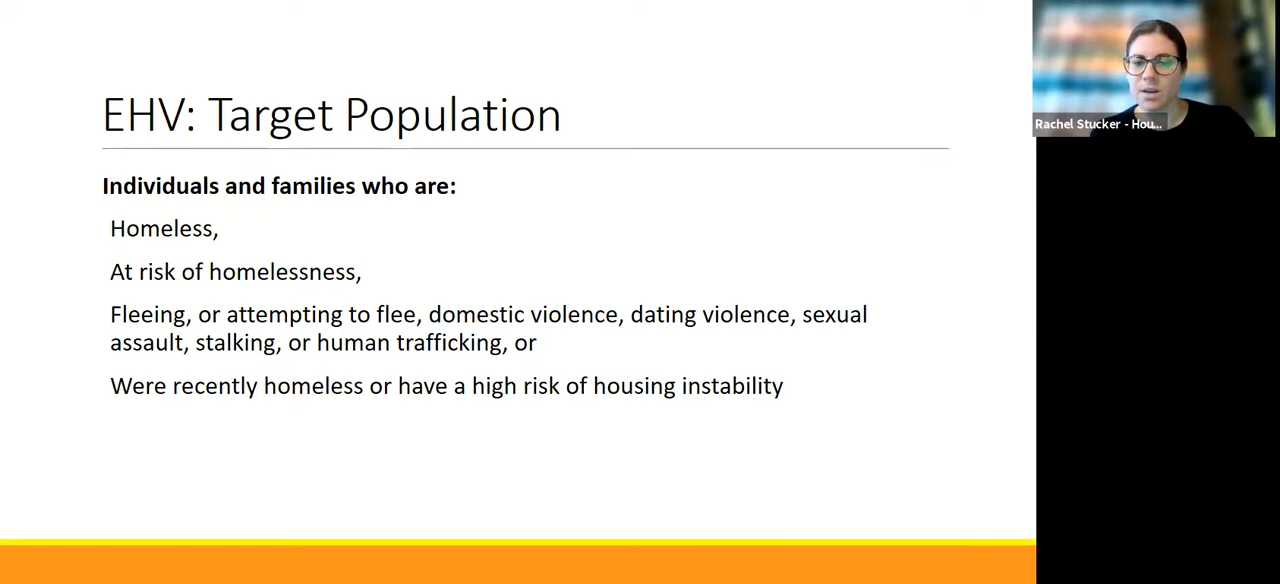 EHV: Target Population
Individuals and families who are:
Homeless,
At risk of homelessness,
Fleeing, or attempting to flee, domestic violence, dating violence, sexual
assault, stalking, or human trafficking, or
Were recently homeless or have a high risk of housing instability
Rachel Stucker - Hou...